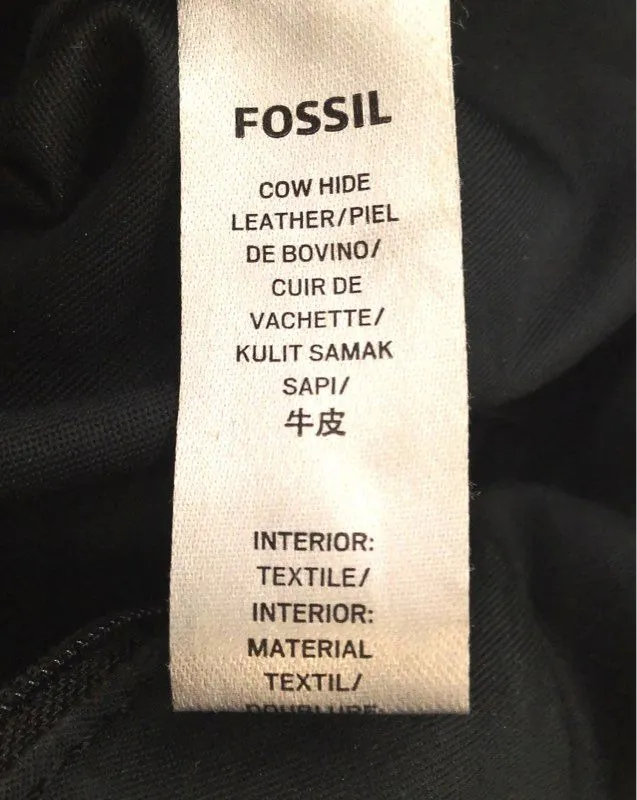 FOSSIL
COW HIDE
LEATHER/PIEL
DE BOVINO/
CUIR DE
VACHETTE/
KULIT SAMAK
SAPI/
牛皮
INTERIOR:
TEXTILE/
INTERIOR:
MATERIAL
TEXTIL/
DOUBLURE: